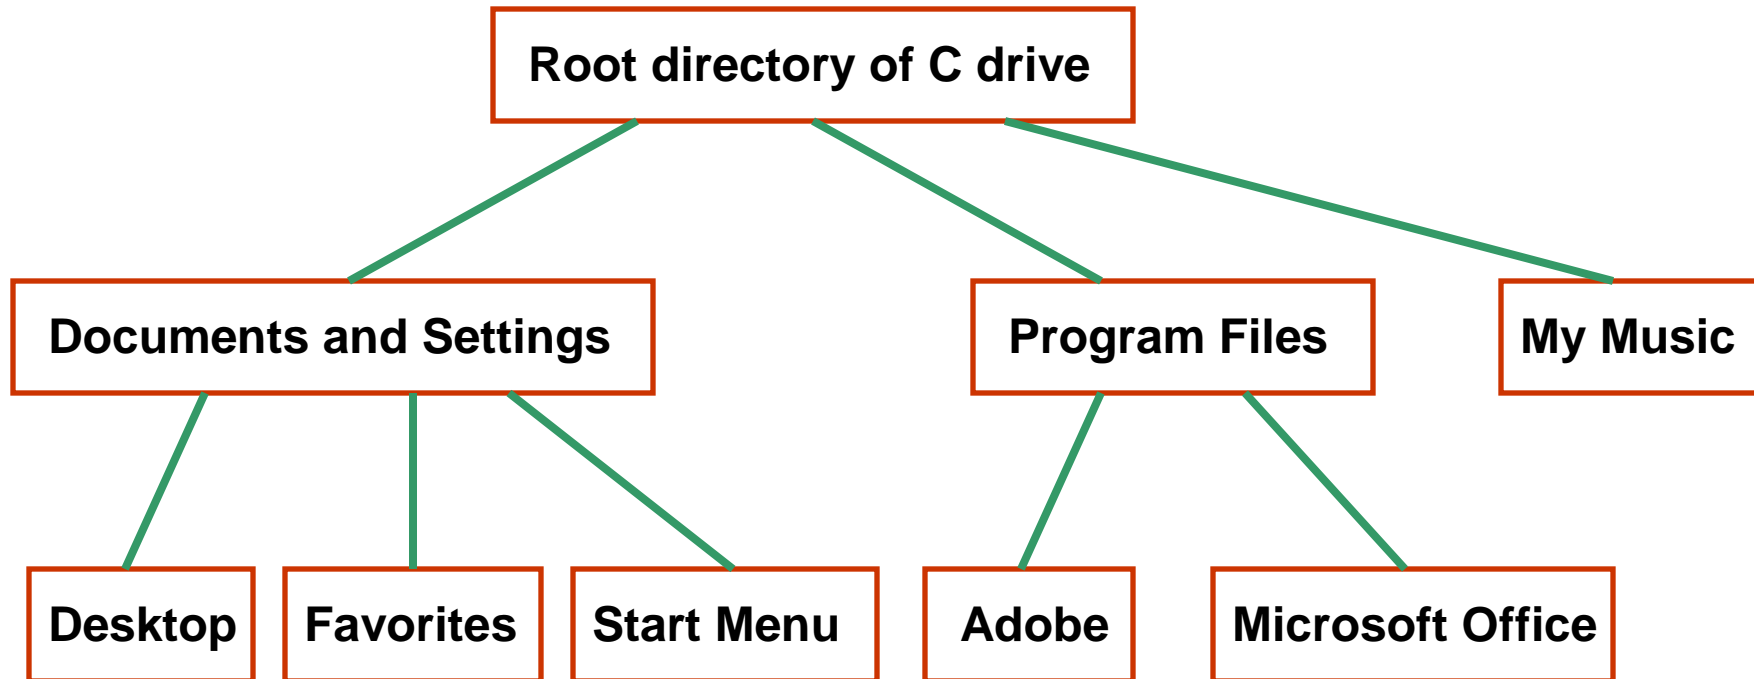 Root directory of C drive
Documents and Settings
Program Files
My Music
Desktop
Favorites
Start Menu
Adobe
Microsoft Office